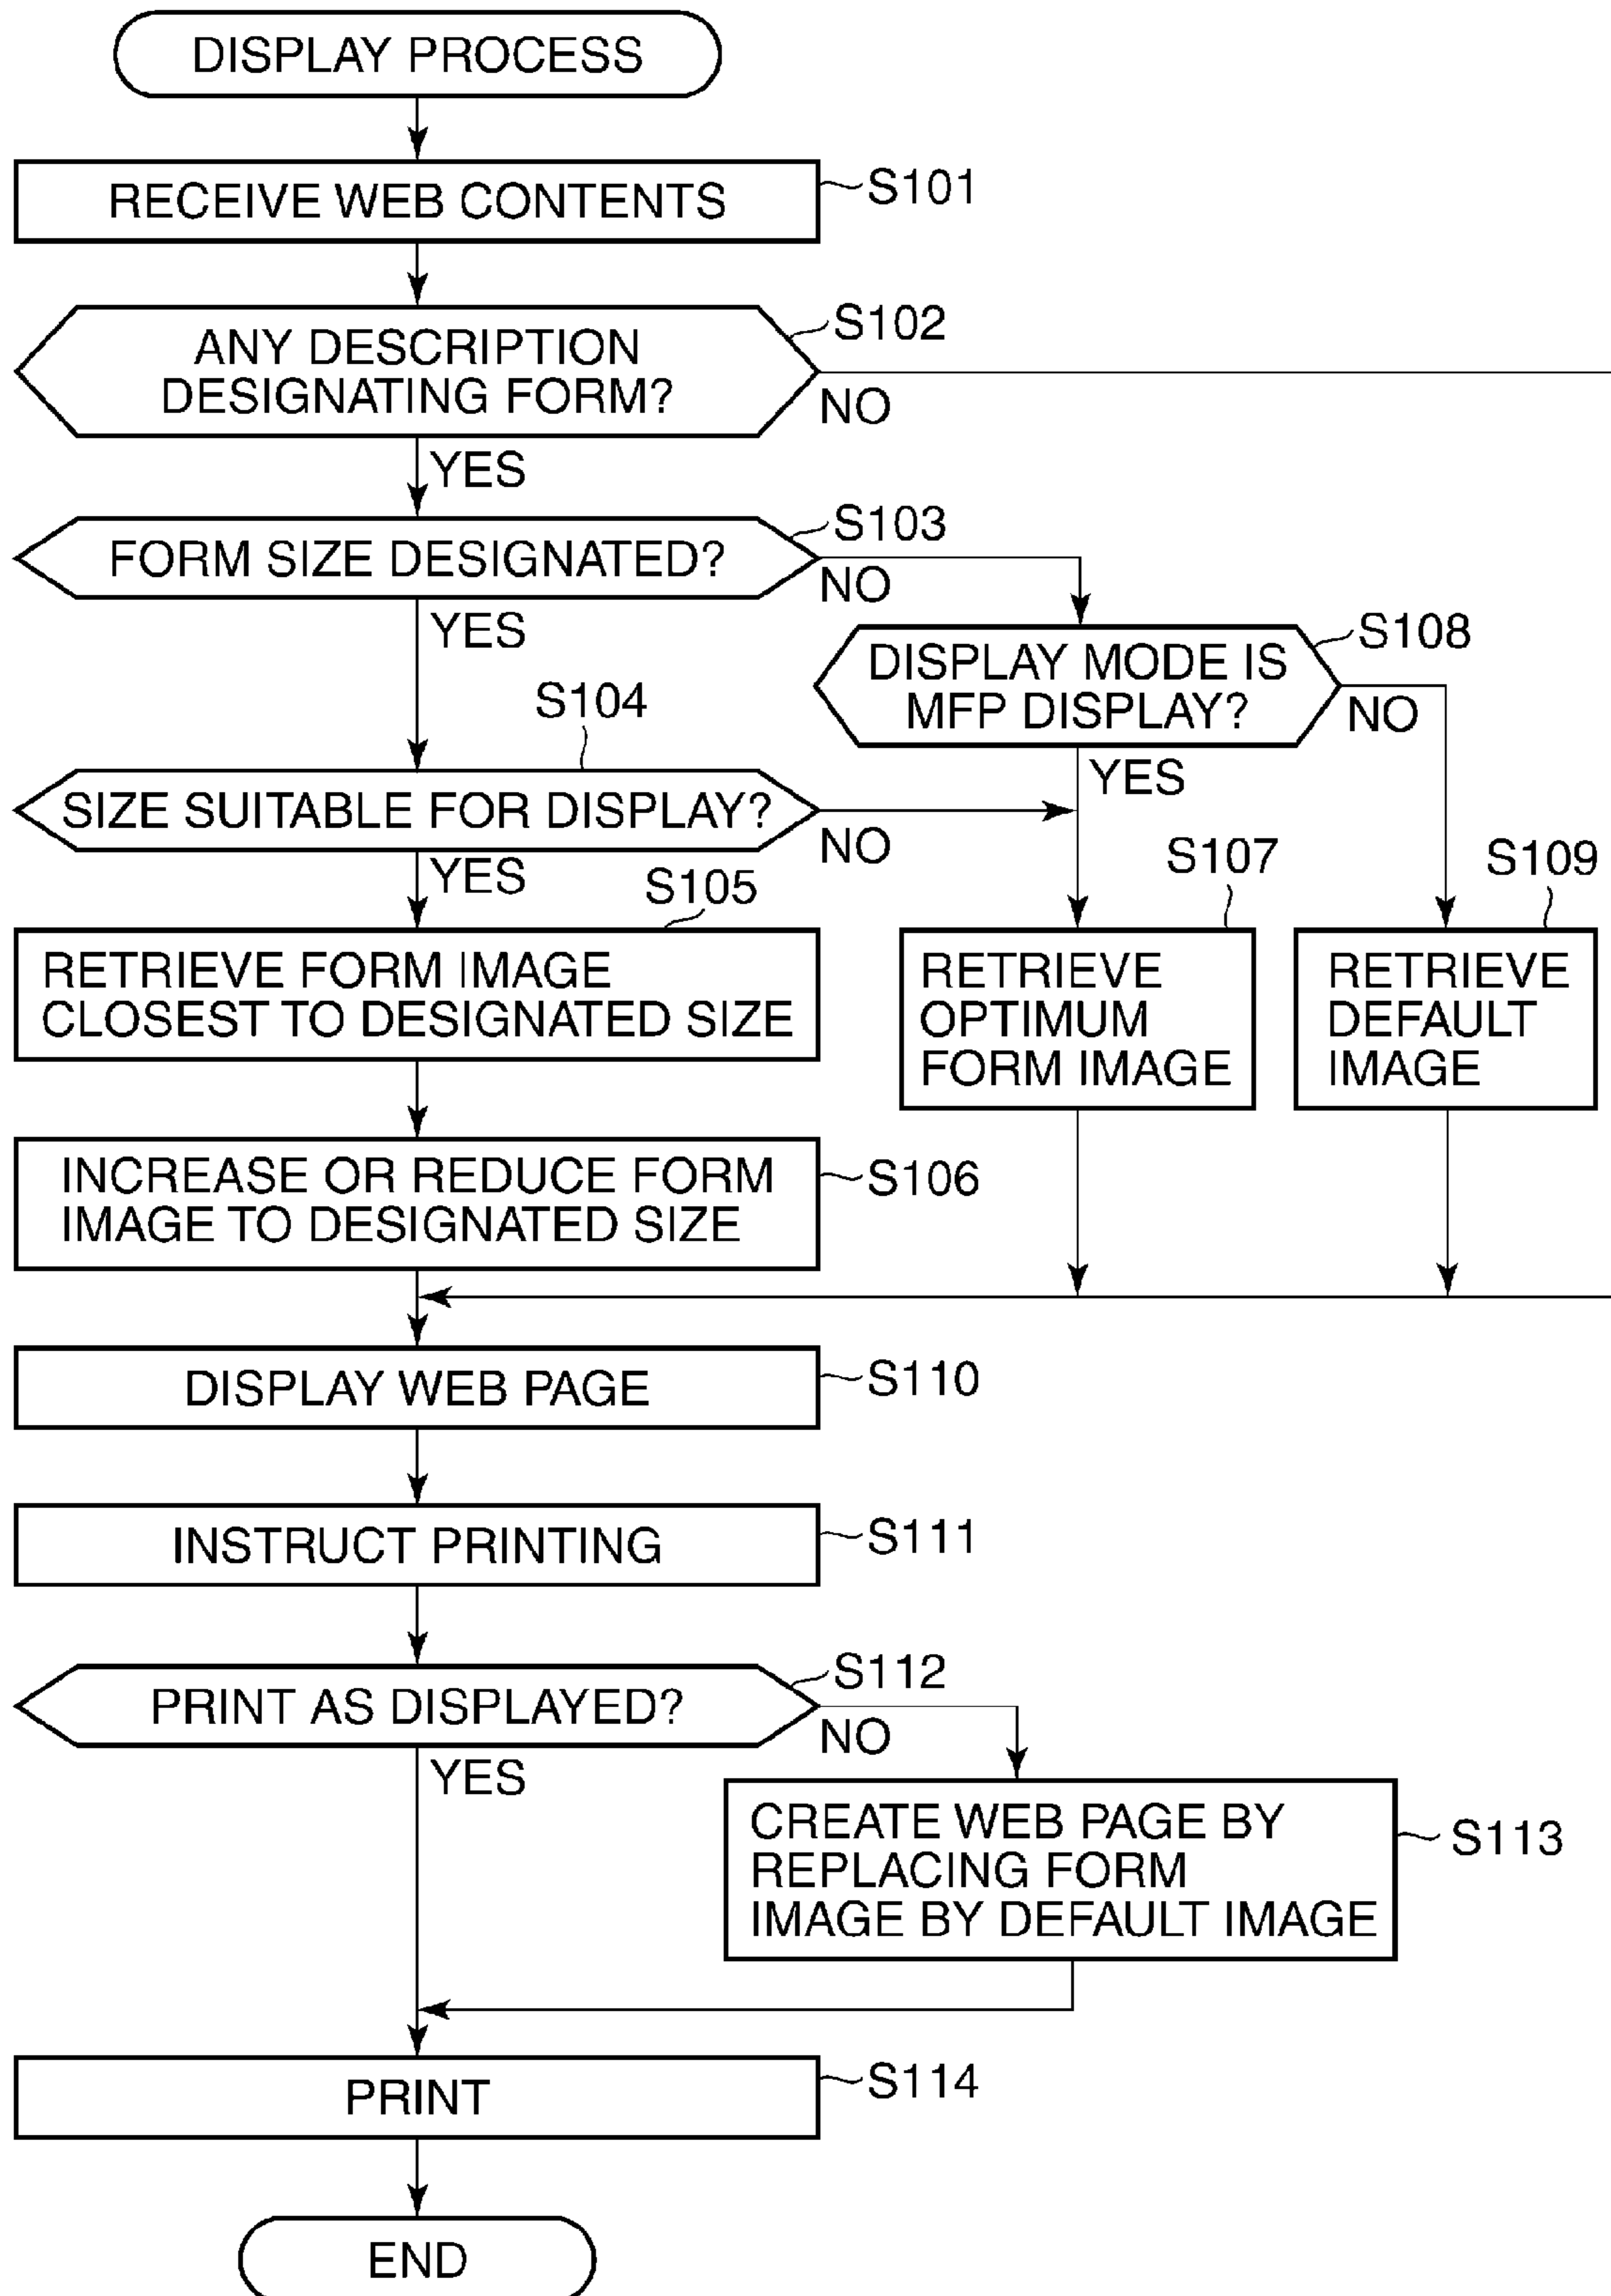 DISPLAY PROCESS
RECEIVE WEB CONTENTS
S101
ANY DESCRIPTION
DESIGNATING FORM?
S102
NO
YES
FORM SIZE DESIGNATED?
S103
NO
YES
DISPLAY MODE IS
MFP DISPLAY?
S108
NO
YES
S104
SIZE SUITABLE FOR DISPLAY?
NO
YES
S105
RETRIEVE FORM IMAGE
CLOSEST TO DESIGNATED SIZE
S107
RETRIEVE
OPTIMUM
FORM IMAGE
S109
RETRIEVE
DEFAULT
IMAGE
INCREASE OR REDUCE FORM
IMAGE TO DESIGNATED SIZE
S106
DISPLAY WEB PAGE
S110
INSTRUCT PRINTING
S111
PRINT AS DISPLAYED?
S112
NO
YES
CREATE WEB PAGE BY
REPLACING FORM
IMAGE BY DEFAULT IMAGE
S113
PRINT
S114
END